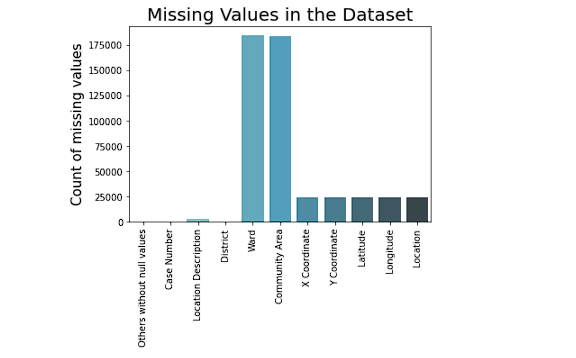 Missing Values in the Dataset
Count of missing values
175000
150000
125000
100000
75000
50000
25000
0
Others without null values
Case Number
Location Description
District
Ward
Community Area
X Coordinate
Y Coordinate
Latitude
Longitude
Location